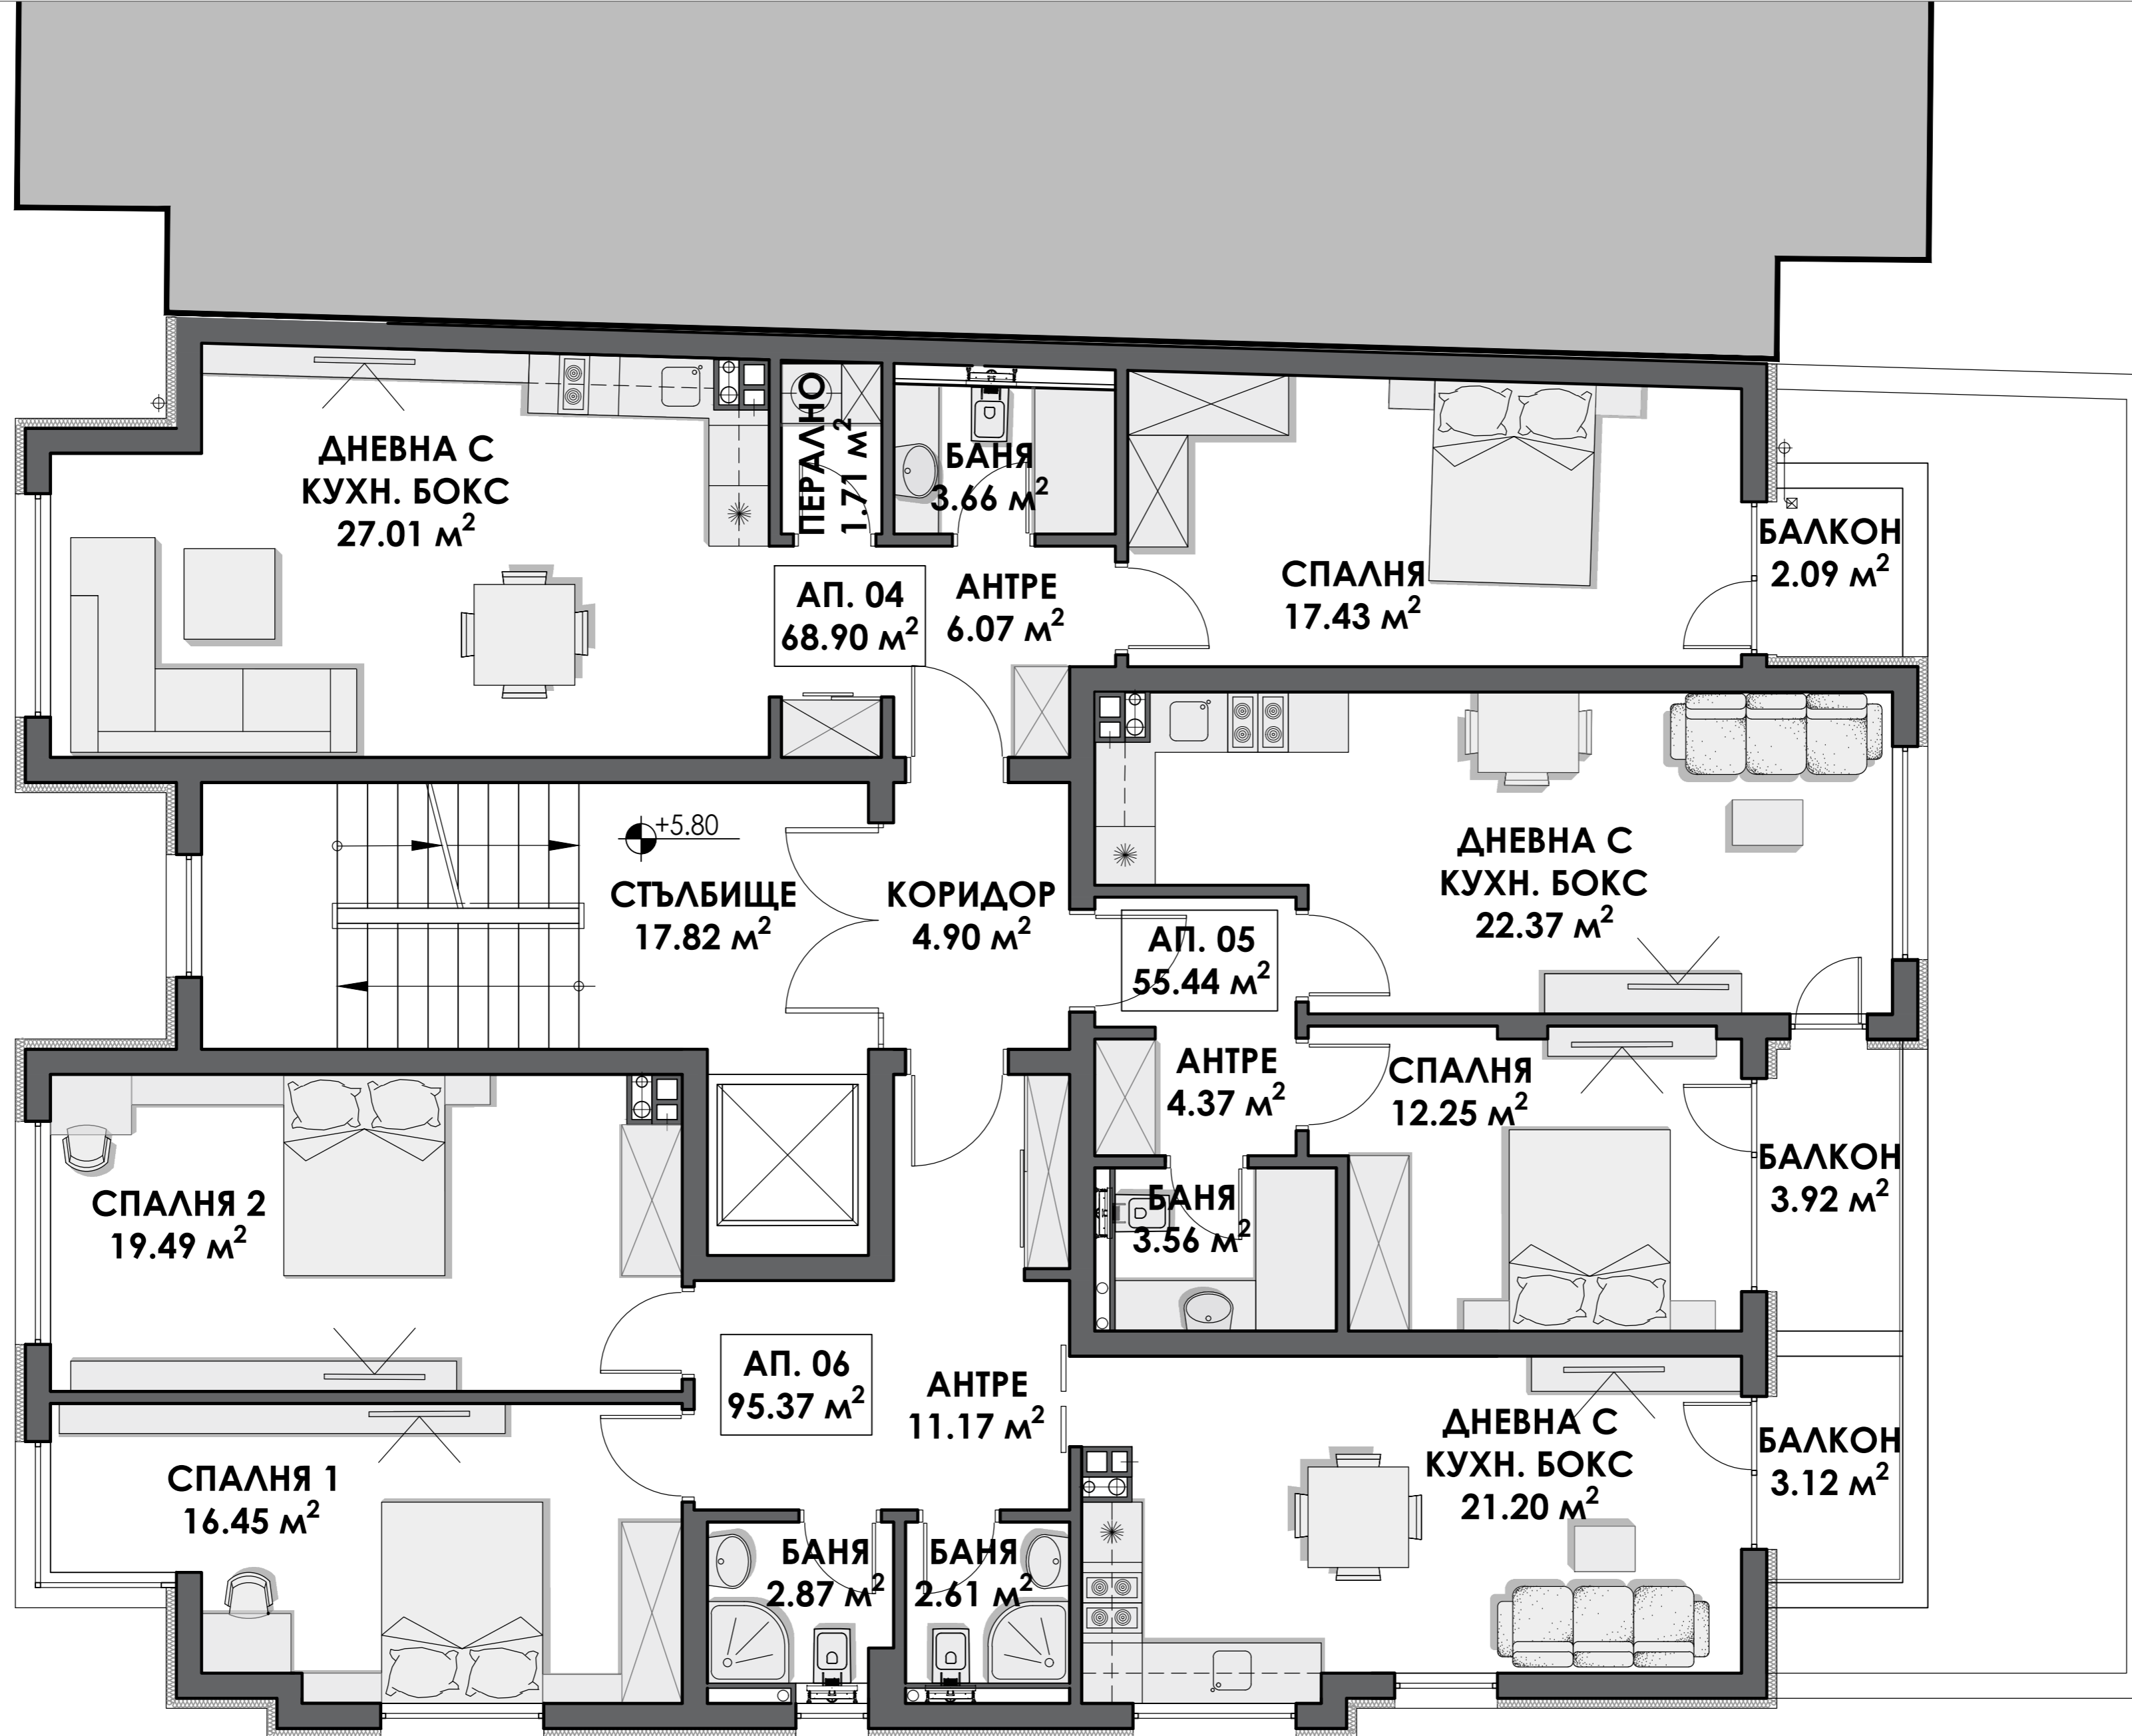 ДНЕВНА С
КУХН. БОКС
27.01 м²
ПЕРАЛНО
1.71 м²
БАНЯ
3.66 м²
АП. 04
68.90 м²
АНТРЕ
6.07 м²
СПАЛНЯ
17.43 м²
БАЛКОН
2.09 м²
+5.80
СТЪЛБИЩЕ
17.82 м²
КОРИДОР
4.90 м²
АП. 05
55.44 м²
ДНЕВНА С
КУХН. БОКС
22.37 м²
АНТРЕ
4.37 м²
СПАЛНЯ
12.25 м²
БАНЯ
3.56 м²
БАЛКОН
3.92 м²
СПАЛНЯ 2
19.49 м²
АП. 06
95.37 м²
АНТРЕ
11.17 м²
ДНЕВНА С
КУХН. БОКС
21.20 м²
БАЛКОН
3.12 м²
СПАЛНЯ 1
16.45 м²
БАНЯ
2.87 м²
БАНЯ
2.61 м²